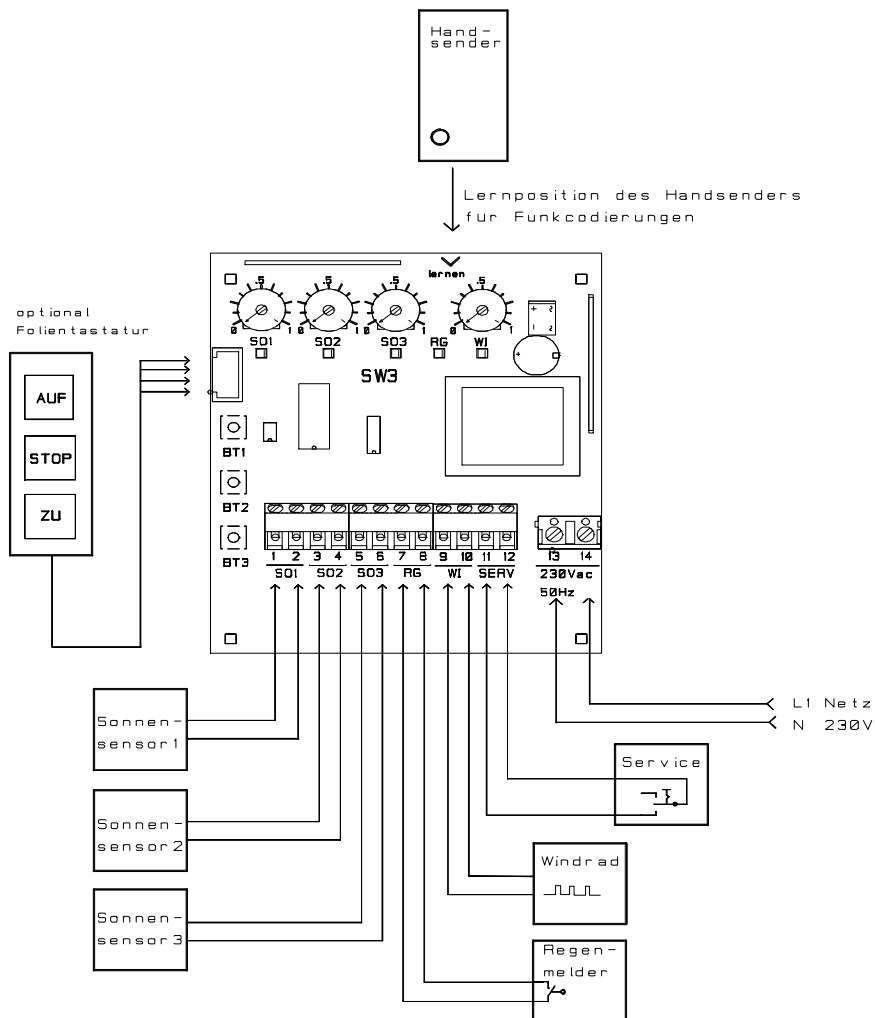 Hand-
sender
Lernposition des Handsenders
für Funkcodierungen
lernen
.5 .5 .5 .5
0 1 0 1 0 1 0 1
SO1 SO2 SO3 RG WI
+ 2
1 2
+ -
SW3
optional
Folientastatur
AUF
STOP
ZU
BT1
BT2
BT3
1 2 3 4 5 6 7 8 9 10 11 12 13 14
SO1 SO2 SO3 RG WI SERV 230Vac
50Hz
L1 Netz
N 230V
Sonnen-
sensor1
Sonnen-
sensor2
Sonnen-
sensor3
Service
Windrad
Regen-
melder